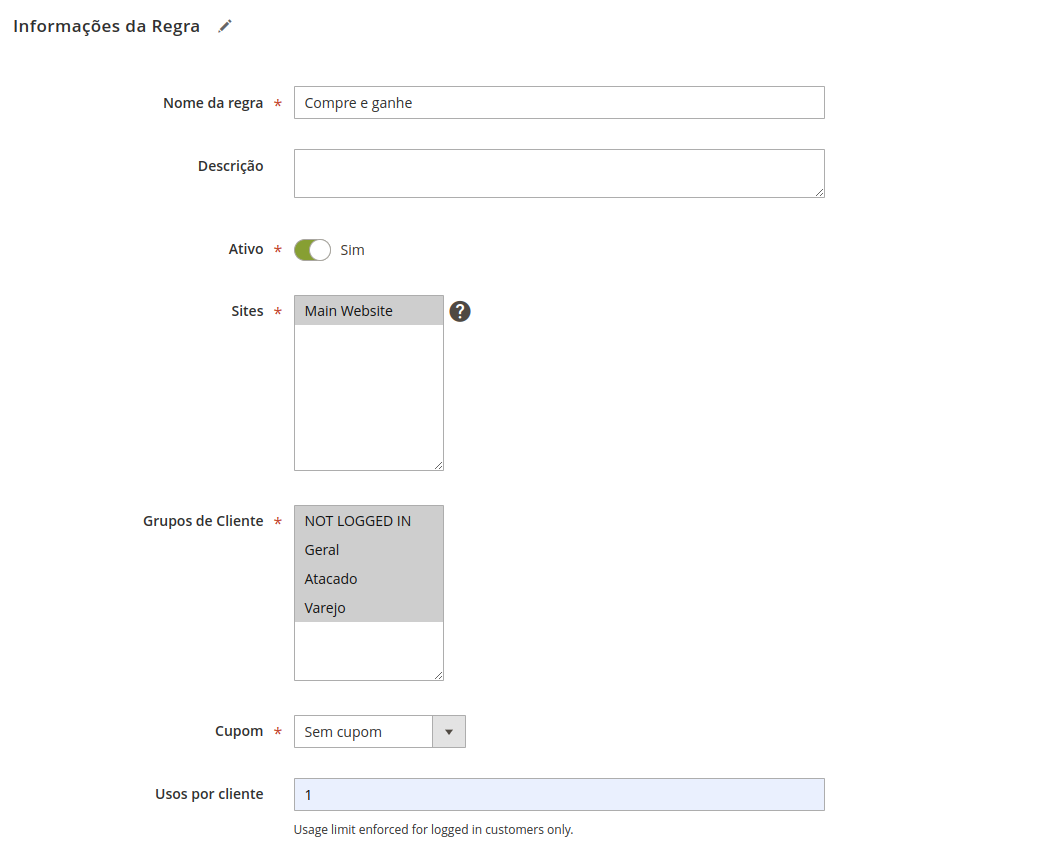 Informações da Regra
Nome da regra *
Compre e ganhe
Descrição
Ativo *
Sim
Sites *
Main Website
?
Grupos de Cliente *
NOT LOGGED IN
Geral
Atacado
Varejo
Cupom *
Sem cupom
Usos por cliente
1
Usage limit enforced for logged in customers only.